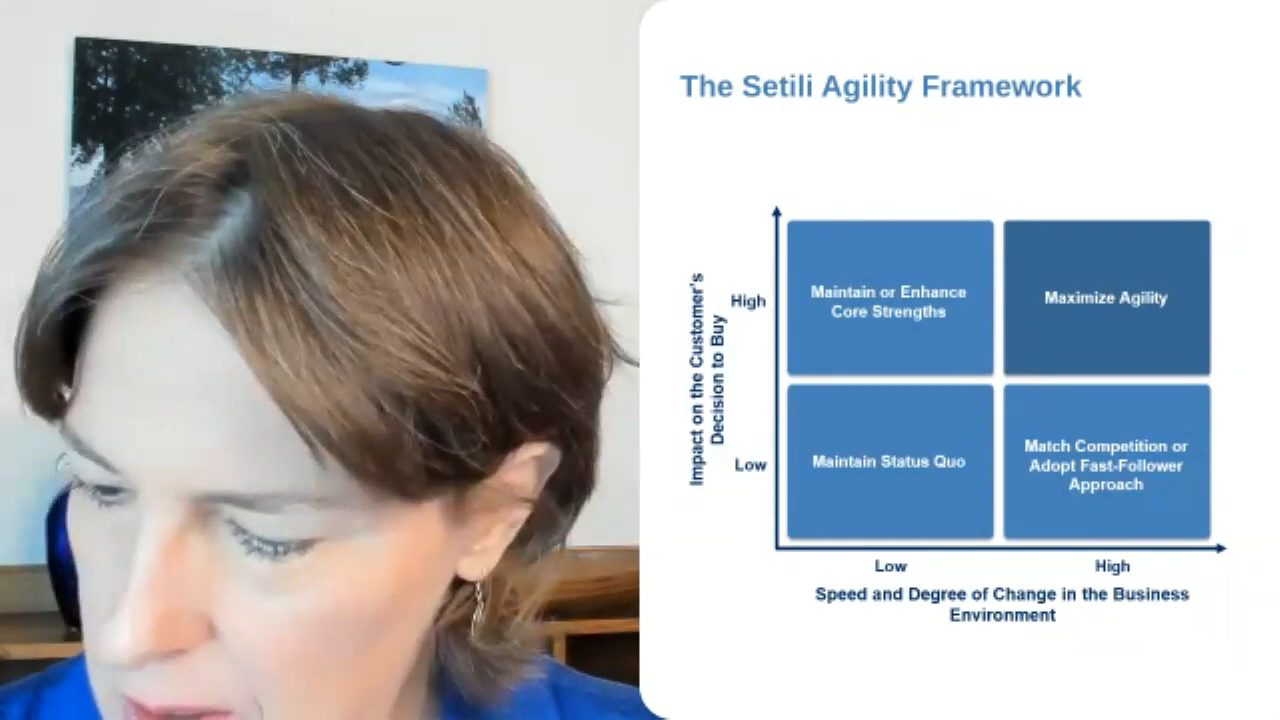 The Setili Agility Framework
Impact on the Customer's
Decision to Buy
High
Maintain or Enhance
Core Strengths
Maximize Agility
Low
Maintain Status Quo
Match Competition or
Adopt Fast-Follower
Approach
Low
High
Speed and Degree of Change in the Business
Environment